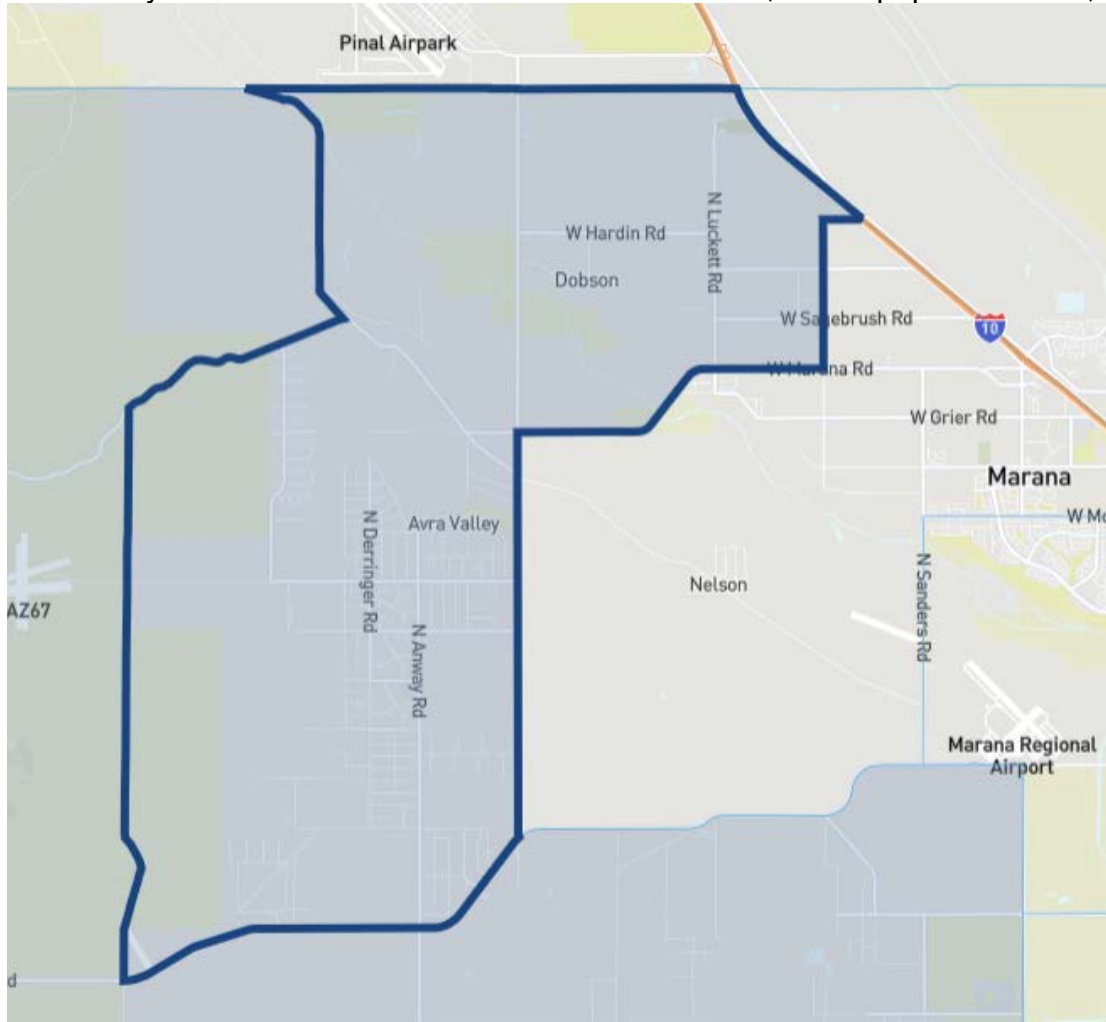 Pinal Airpark
W Hardin Rd
N Luckett Rd
Dobson
W Sagebrush Rd
10
W Marana Rd
W Grier Rd
Marana
W Mo
N Derringer Rd
Avra Valley
Nelson
N Sanders Rd
AZ67
N Anway Rd
Marana Regional
Airport
d